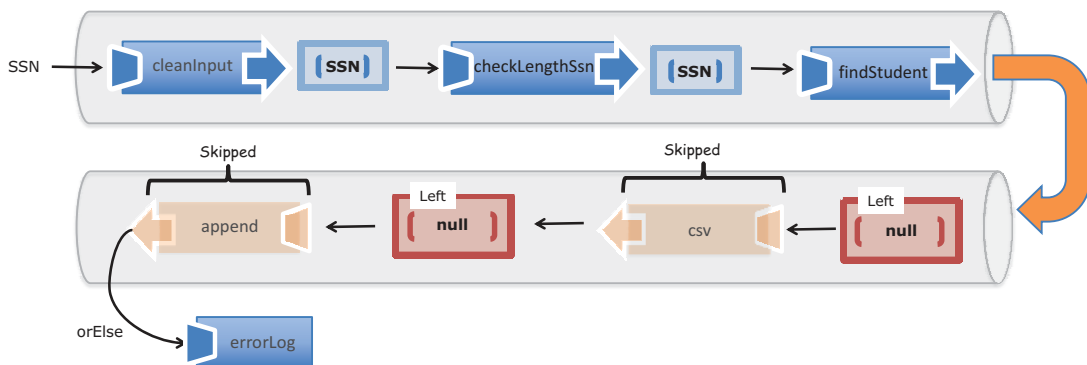 SSN
cleanInput
SSN
checkLengthSsn
SSN
findStudent
Skipped
Skipped
append
Left
null
csv
Left
null
orElse
errorLog